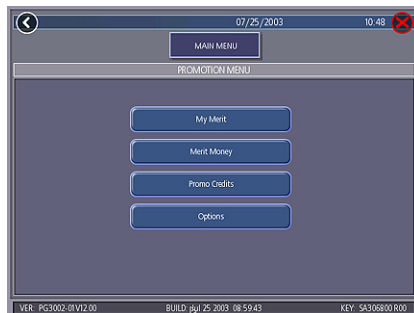 07/25/2003 10:48
MAIN MENU
PROMOTION MENU
My Merit
Merit Money
Promo Credits
Options
VER: PG3002-01V12.00 BUILD: Jul 25 2003 08:59:43 KEY: SA306800 R00